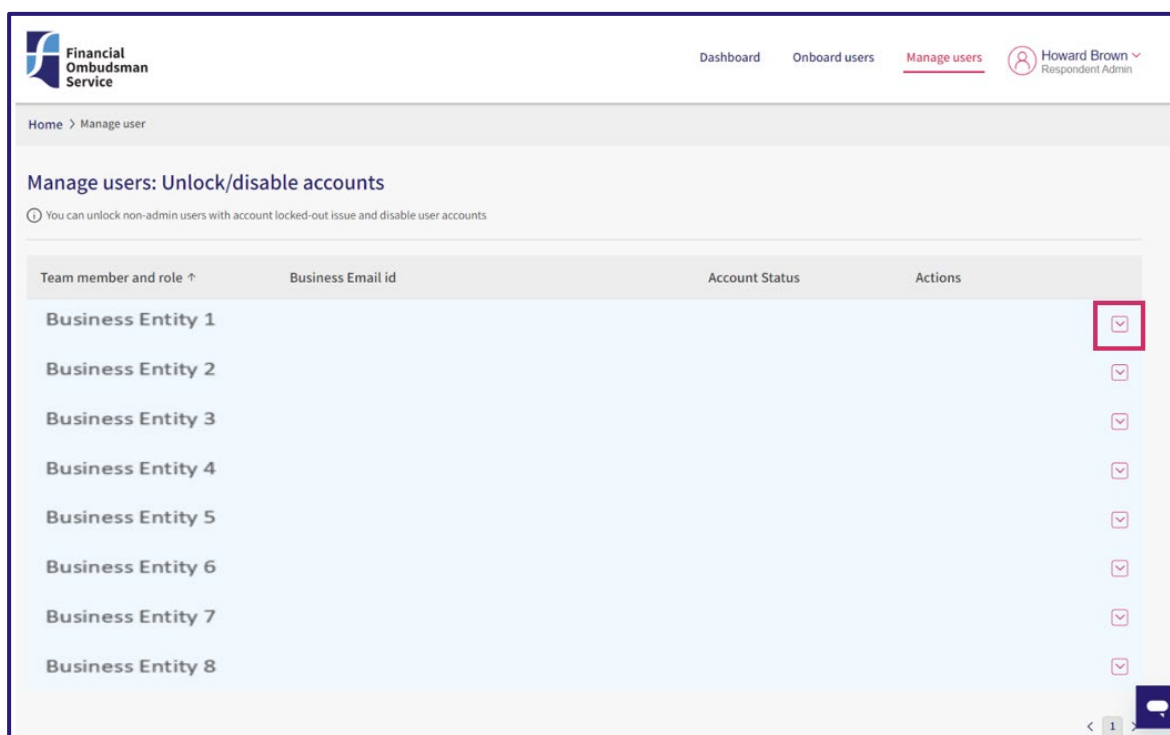 Financial
Ombudsman
Service
Dashboard Onboard users Manage users Howard Brown
Respondent Admin
Home > Manage user
Manage users: Unlock/disable accounts
You can unlock non-admin users with account locked-out issue and disable user accounts
Team member and role ↑ Business Email id Account Status Actions
Business Entity 1
Business Entity 2
Business Entity 3
Business Entity 4
Business Entity 5
Business Entity 6
Business Entity 7
Business Entity 8
< 1 >